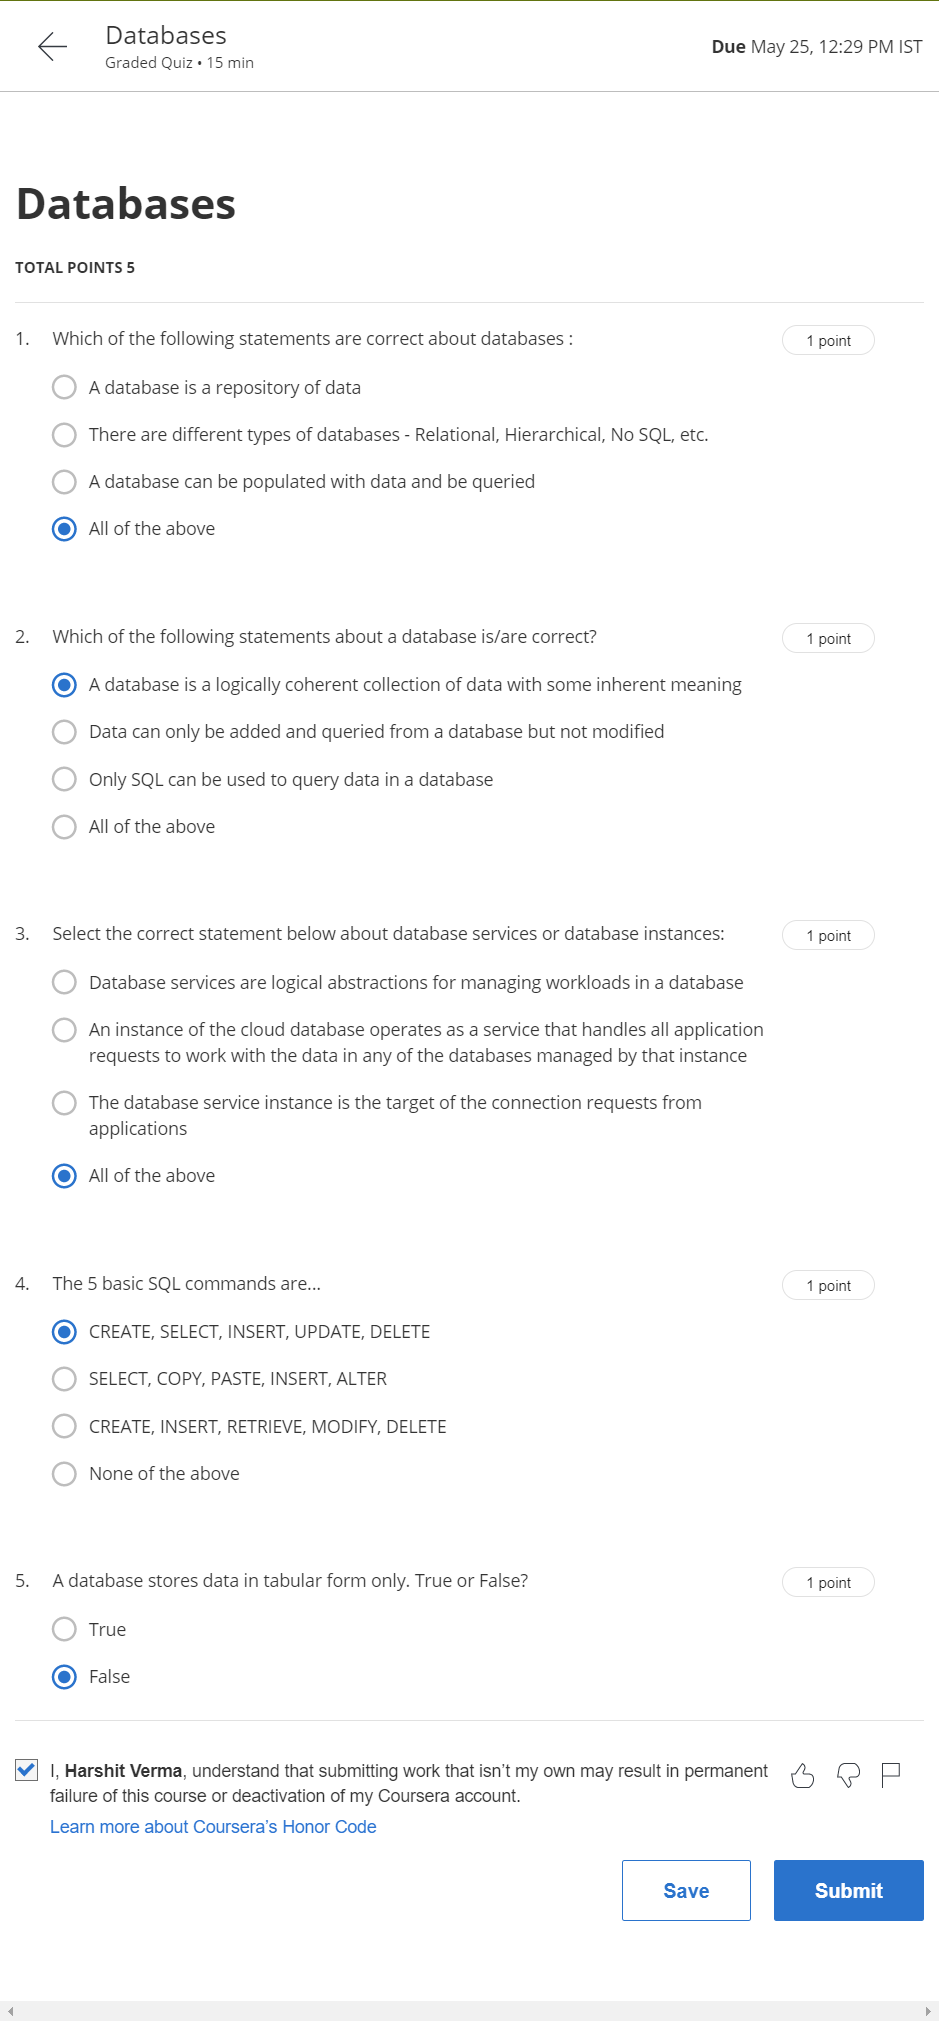 Databases
Graded Quiz • 15 min
Due May 25, 12:29 PM IST
Databases
TOTAL POINTS 5
1. Which of the following statements are correct about databases :
1 point
A database is a repository of data
There are different types of databases - Relational, Hierarchical, No SQL, etc.
A database can be populated with data and be queried
All of the above
2. Which of the following statements about a database is/are correct?
1 point
A database is a logically coherent collection of data with some inherent meaning
Data can only be added and queried from a database but not modified
Only SQL can be used to query data in a database
All of the above
3. Select the correct statement below about database services or database instances:
1 point
Database services are logical abstractions for managing workloads in a database
An instance of the cloud database operates as a service that handles all application
requests to work with the data in any of the databases managed by that instance
The database service instance is the target of the connection requests from
applications
All of the above
4. The 5 basic SQL commands are...
1 point
CREATE, SELECT, INSERT, UPDATE, DELETE
SELECT, COPY, PASTE, INSERT, ALTER
CREATE, INSERT, RETRIEVE, MODIFY, DELETE
None of the above
5. A database stores data in tabular form only. True or False?
1 point
True
False
I, Harshit Verma, understand that submitting work that isn't my own may result in permanent
failure of this course or deactivation of my Coursera account.
Learn more about Coursera's Honor Code
Save
Submit